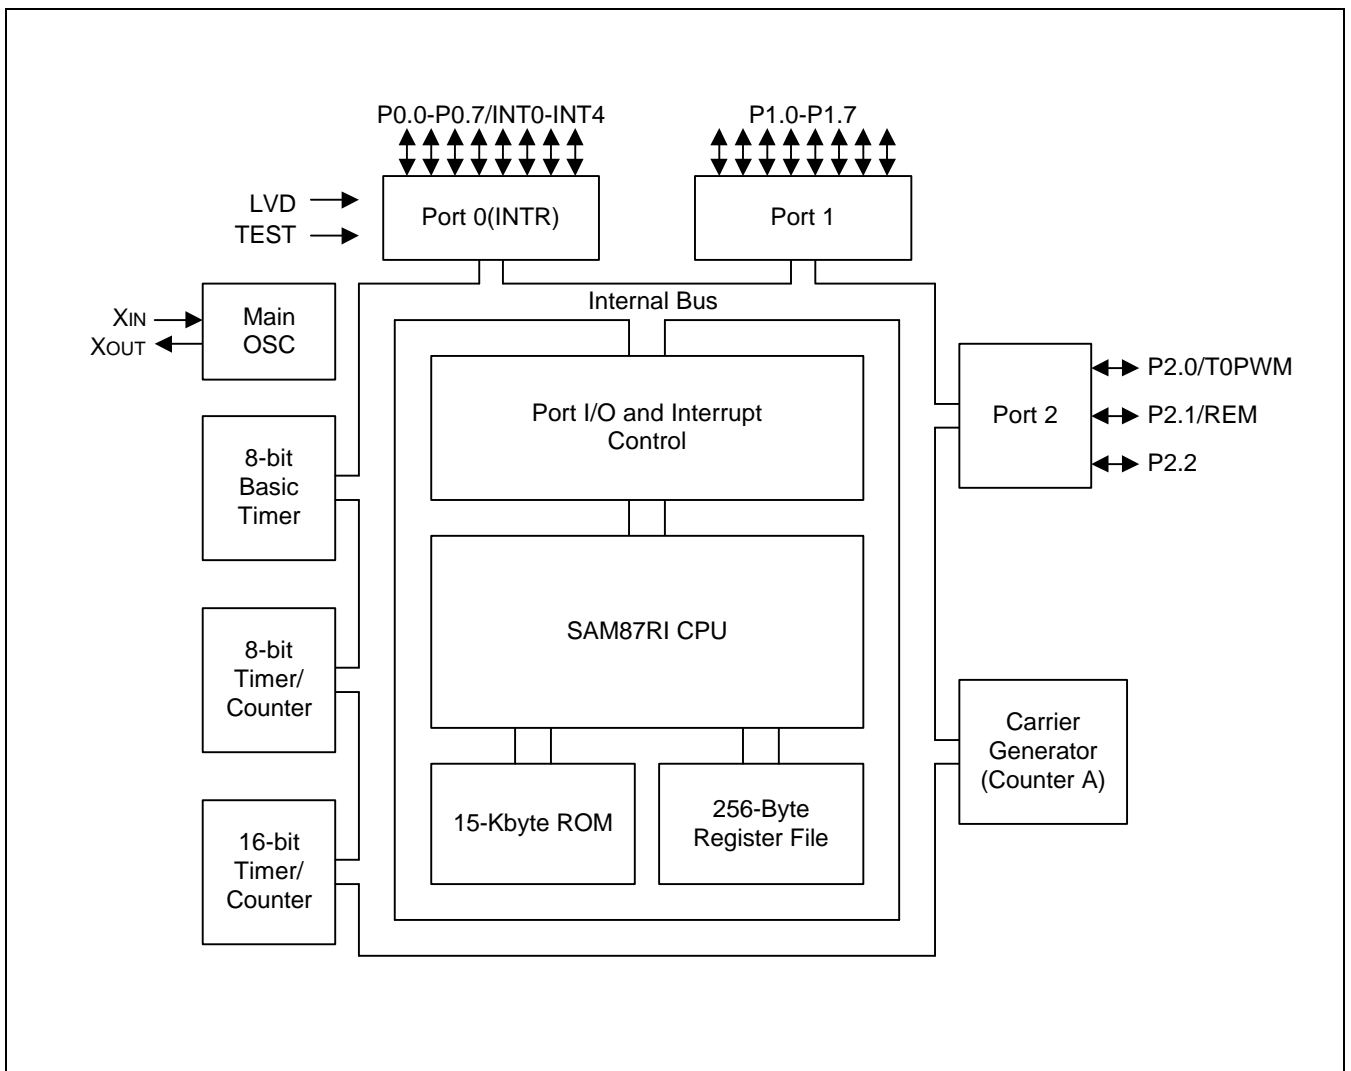 P0.0-P0.7/INT0-INT4
P1.0-P1.7
LVD
TEST
Port 0(INTR)
Port 1
Internal Bus
XIN
XOUT
Main
OSC
Port I/O and Interrupt
Control
Port 2
P2.0/T0PWM
P2.1/REM
P2.2
8-bit
Basic
Timer
SAM87RI CPU
8-bit
Timer/
Counter
Carrier
Generator
(Counter A)
15-Kbyte ROM
256-Byte
Register File
16-bit
Timer/
Counter